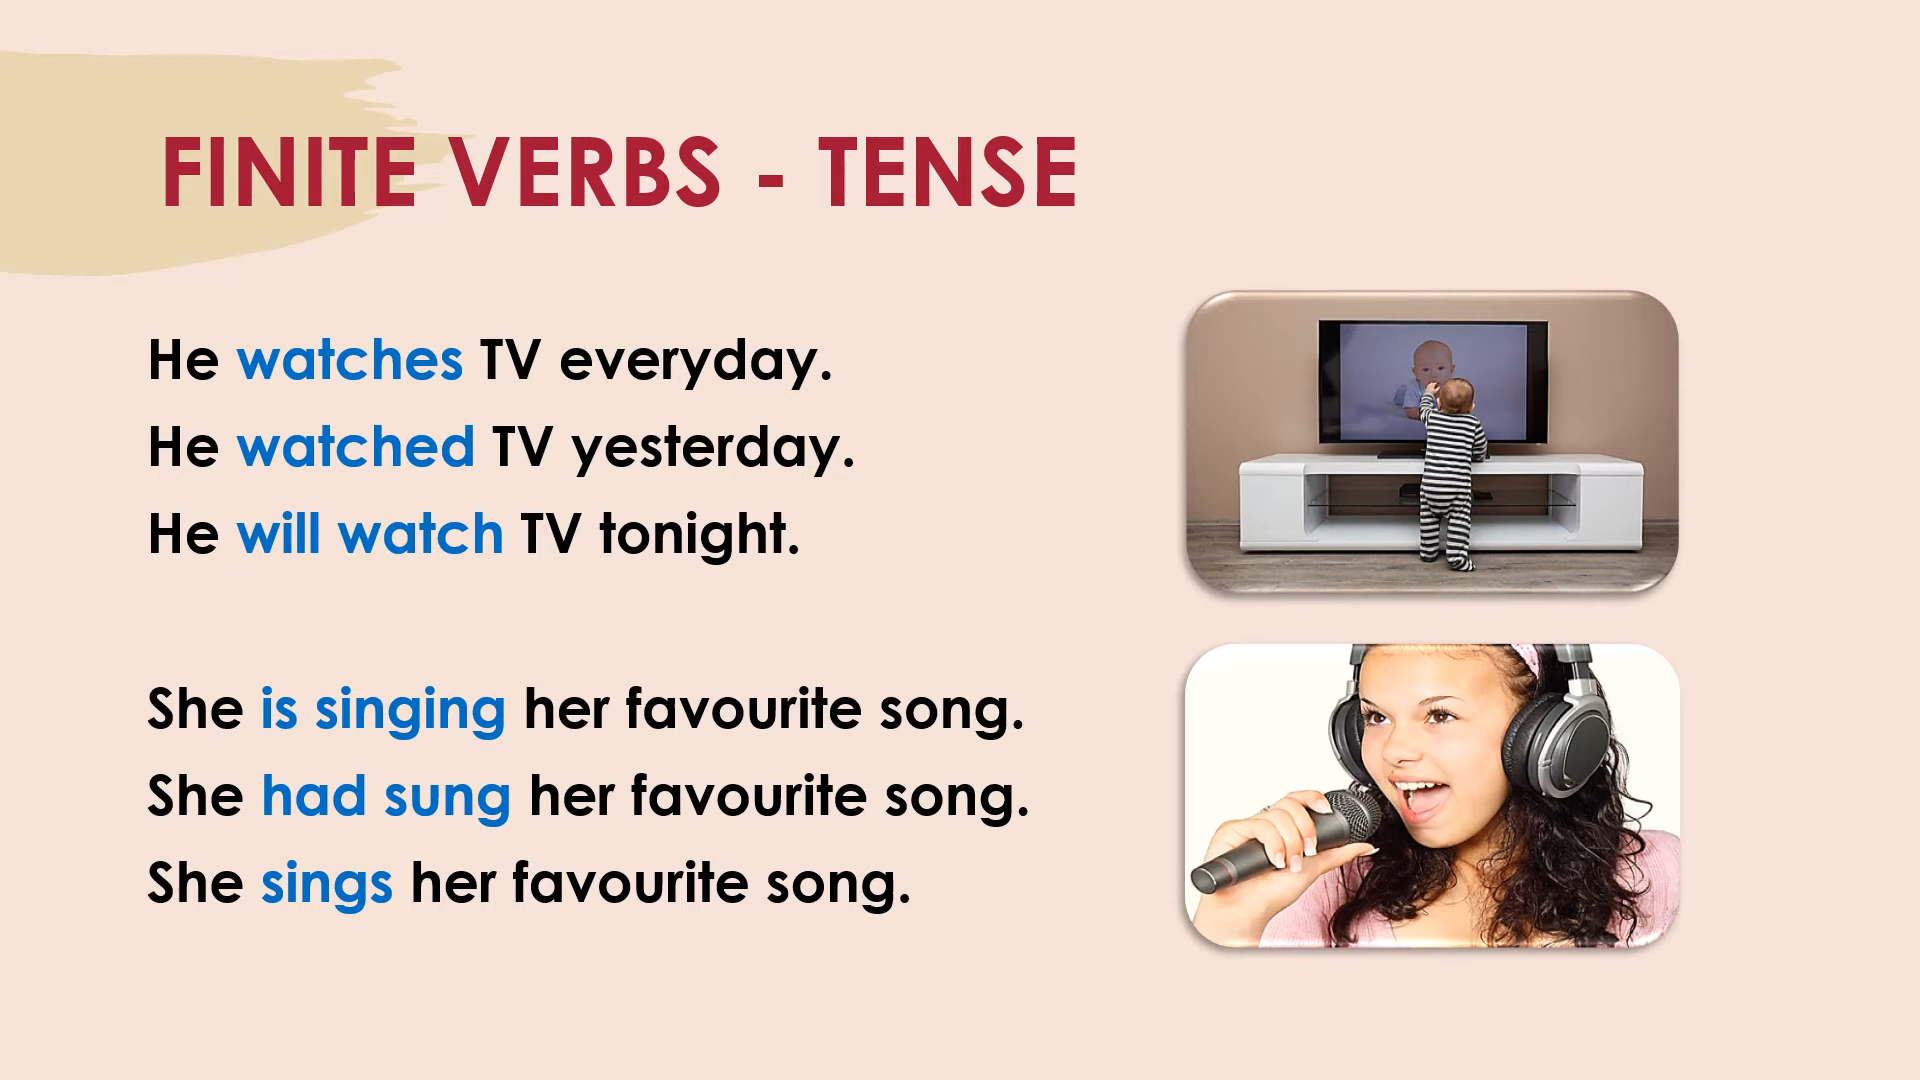 FINITE VERBS - TENSE
He watches TV everyday.
He watched TV yesterday.
He will watch TV tonight.
She is singing her favourite song.
She had sung her favourite song.
She sings her favourite song.